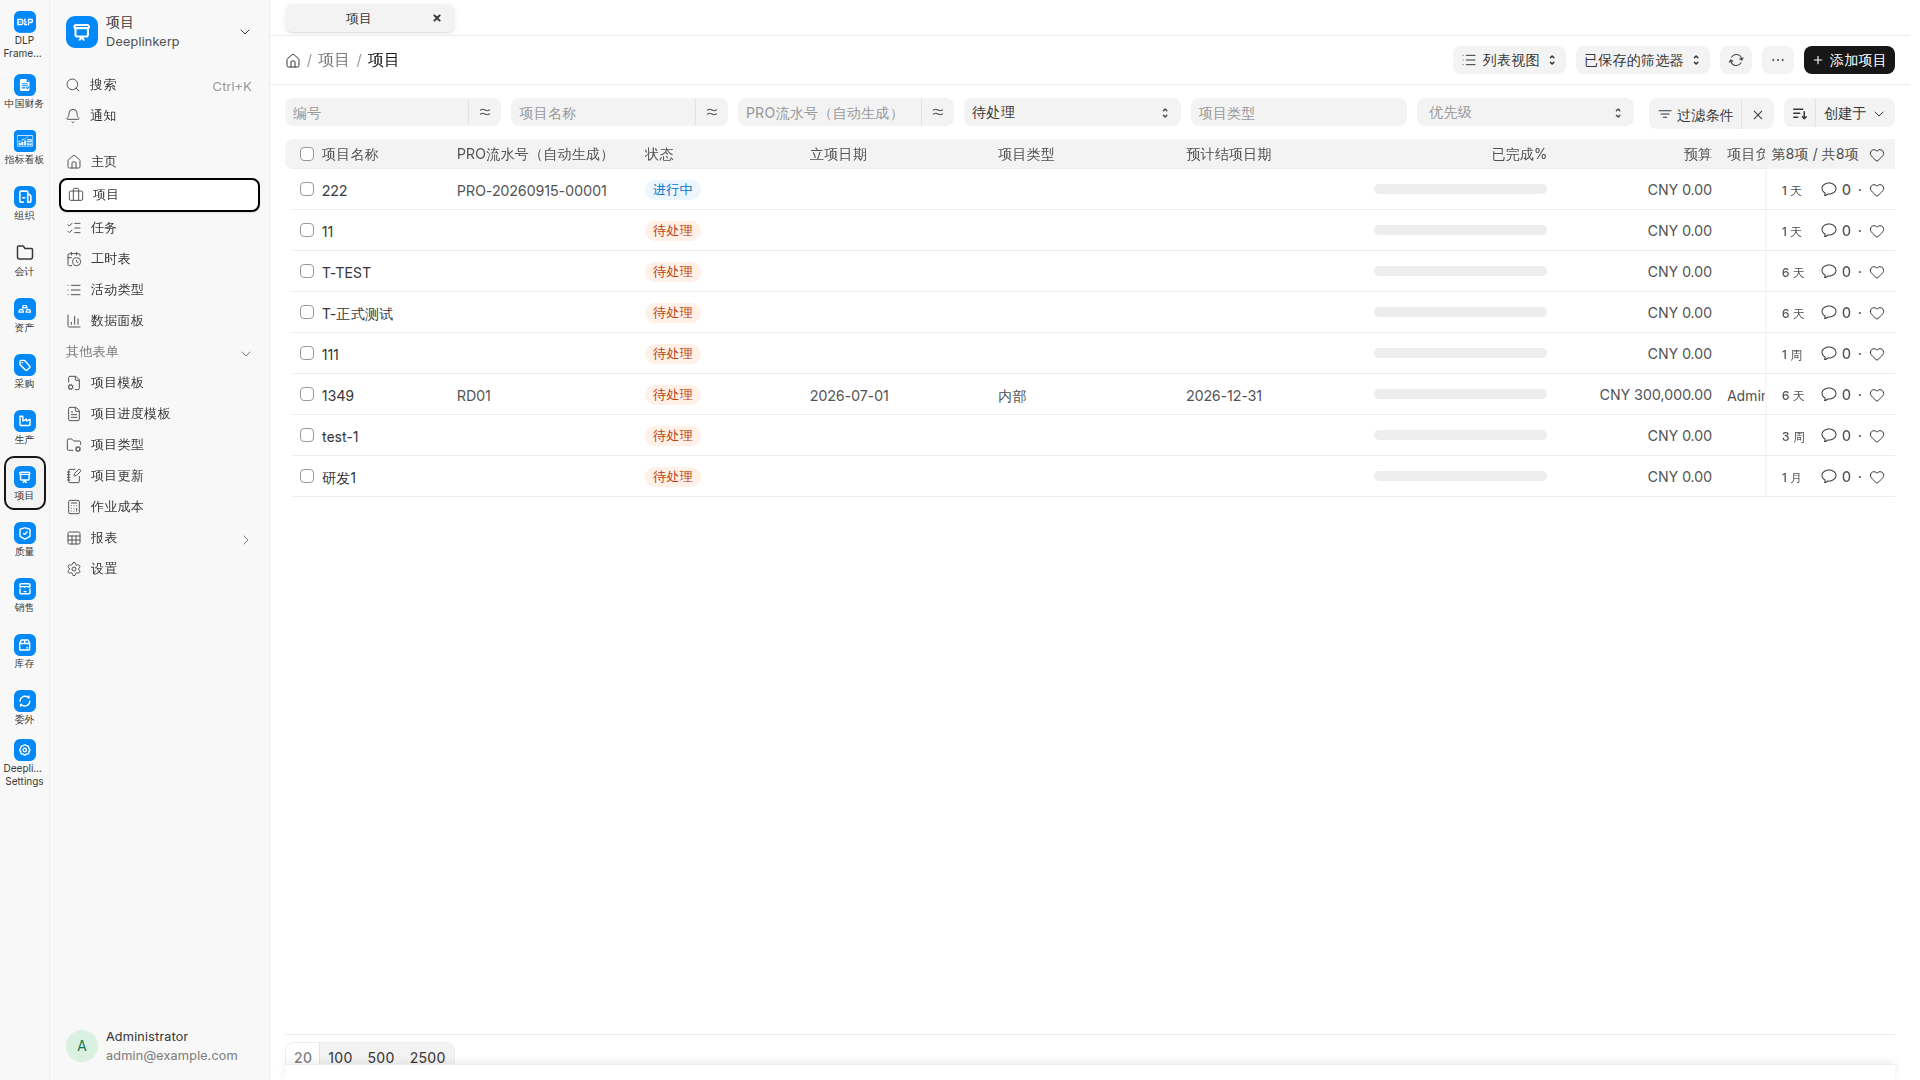 DLP
Frame...
中国财务
指标看板
组织
会计
资产
采购
生产
项目
质量
销售
库存
委外
Deepli...
Settings
项目
Deeplinkerp
搜索 Ctrl+K
通知
主页
项目
任务
工时表
活动类型
数据面板
其他表单
项目模板
项目进度模板
项目类型
项目更新
作业成本
报表
设置
A
Administrator
admin@example.com
项目 ×
/ 项目 / 项目
列表视图 已保存的筛选器 ··· + 添加项目
编号 ≈ 项目名称 ≈ PRO流水号（自动生成） ≈ 待处理 项目类型 优先级 过滤条件 × 创建于
项目名称 PRO流水号（自动生成） 状态 立项日期 项目类型 预计结项日期 已完成% 预算 项目 第8项 / 共8项
222 PRO-20260915-00001 进行中 CNY 0.00 1 天 0 ·
11 待处理 CNY 0.00 1 天 0 ·
T-TEST 待处理 CNY 0.00 6 天 0 ·
T-正式测试 待处理 CNY 0.00 6 天 0 ·
111 待处理 CNY 0.00 1 周 0 ·
1349 RD01 待处理 2026-07-01 内部 2026-12-31 CNY 300,000.00 Admin 6 天 0 ·
test-1 待处理 CNY 0.00 3 周 0 ·
研发1 待处理 CNY 0.00 1 月 0 ·
20 100 500 2500